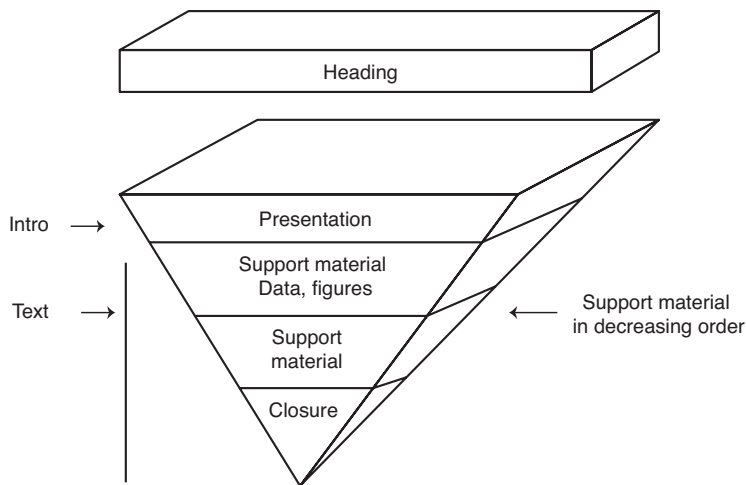 Heading
Intro
Presentation
Support material
Data, figures
Text
Support material
in decreasing order
Support
material
Closure